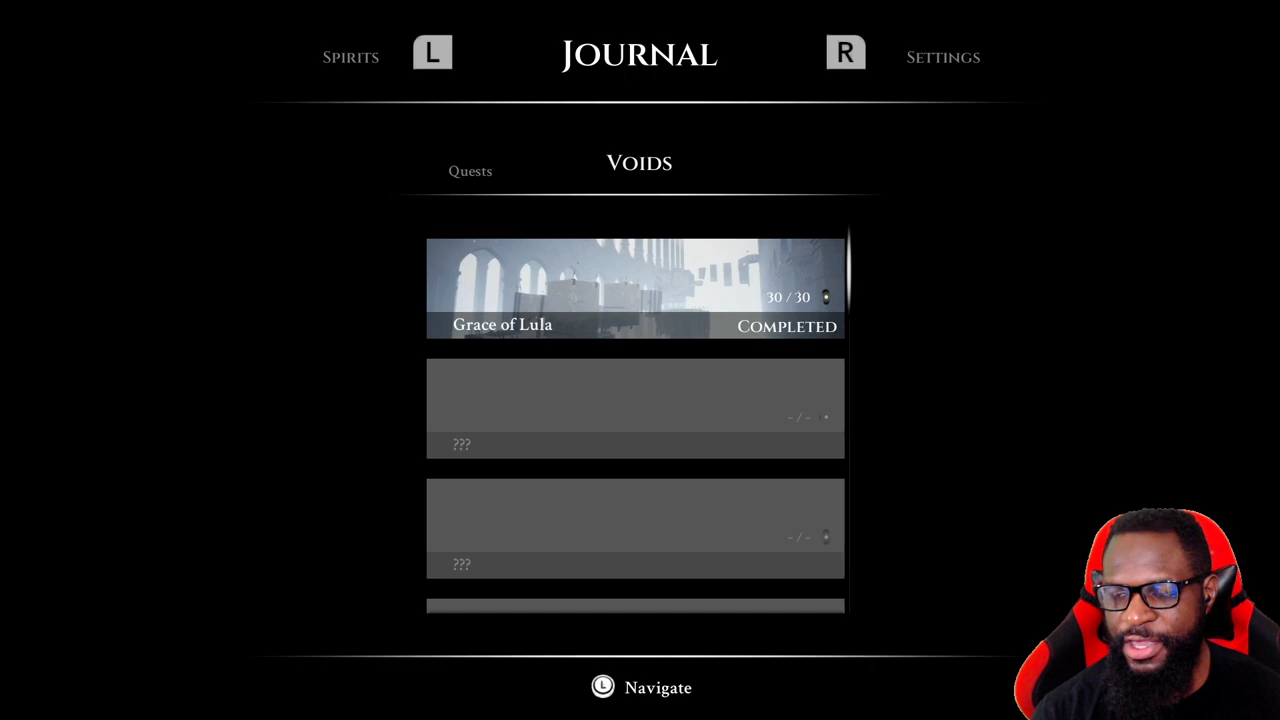 SPIRITS L JOURNAL R SETTINGS
Quests VOIDS
30 / 30
Grace of Lula COMPLETED
- / -
???
- / -
???
L Navigate